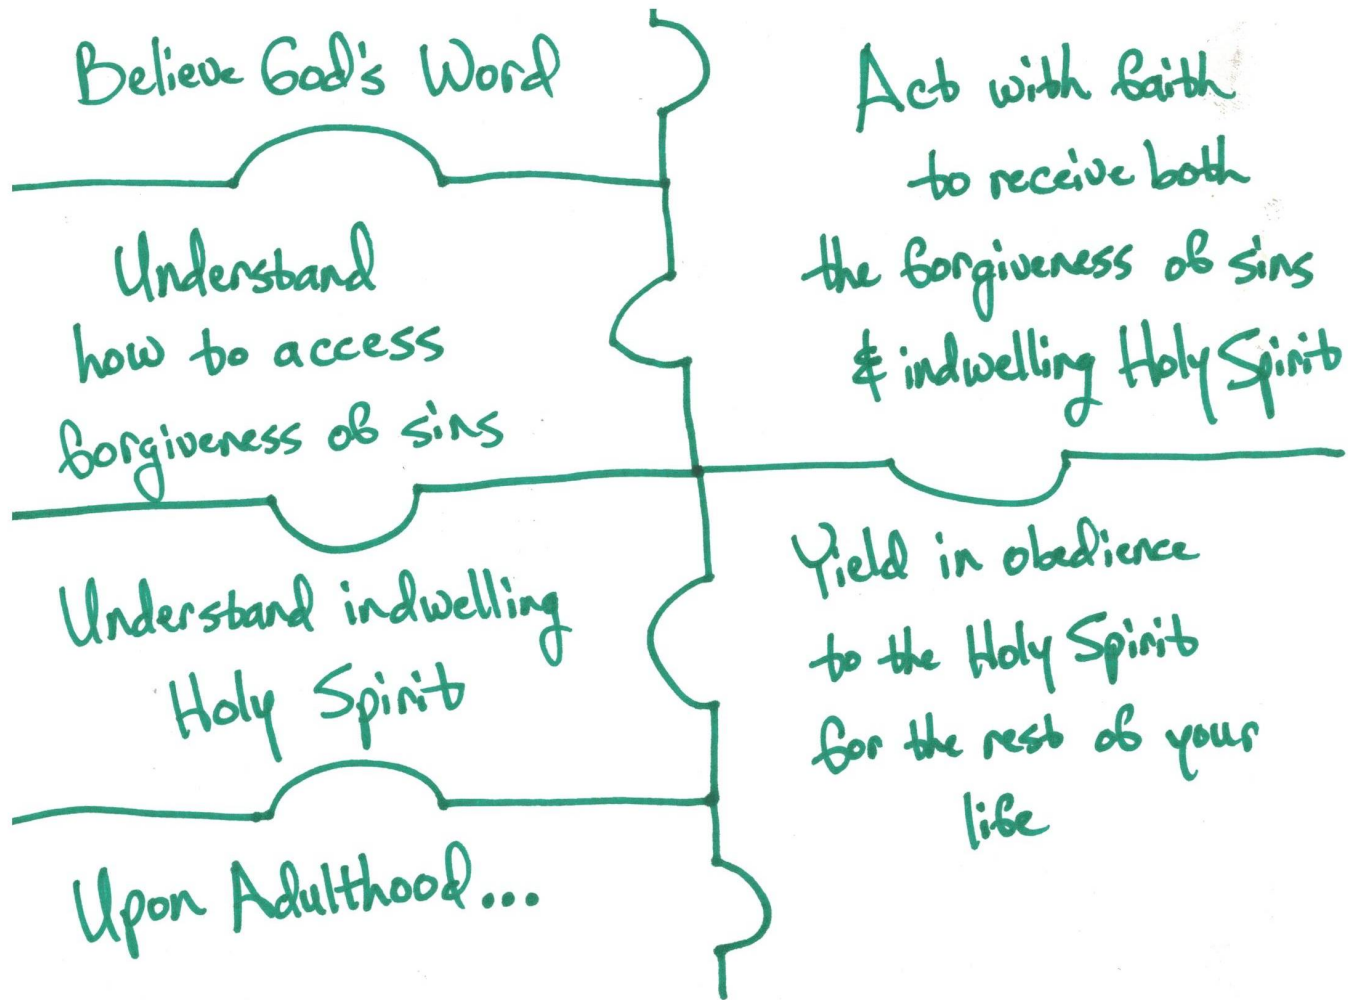 Believe God's Word
Understand
how to access
forgiveness of sins
Understand indwelling
Holy Spirit
Upon Adulthood...
Act with faith
to receive both
the forgiveness of sins
& indwelling Holy Spirit
Yield in obedience
to the Holy Spirit
for the rest of your
life